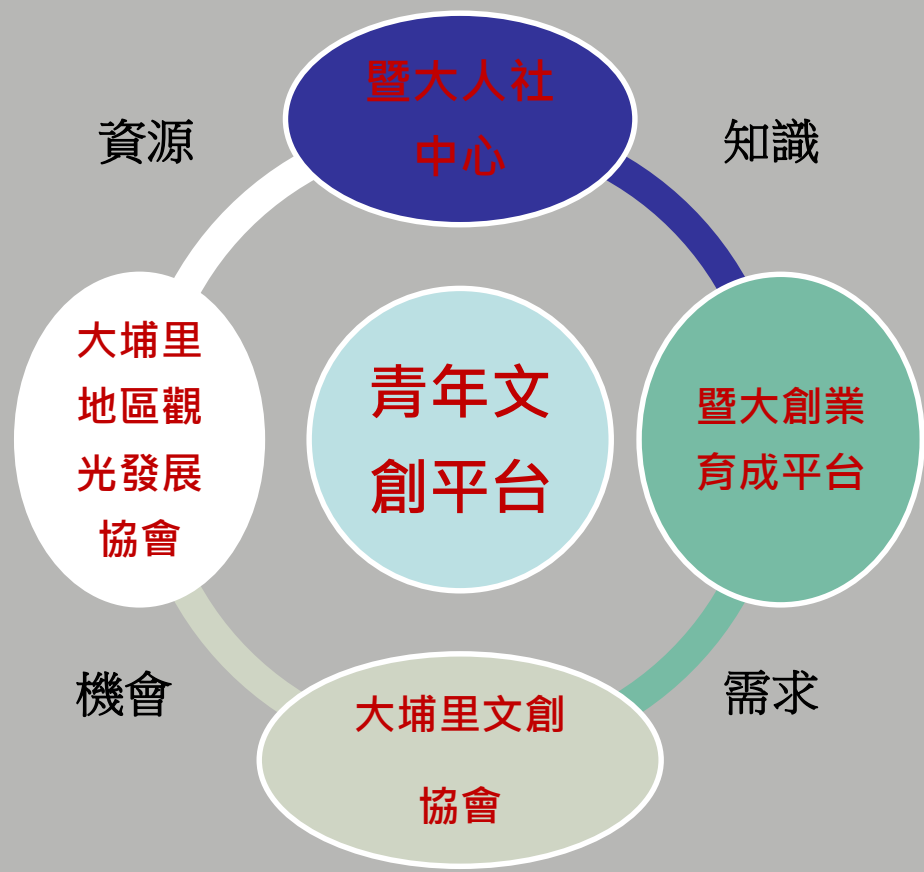 暨大人社
中心
資源
知識
大埔里
地區觀
光發展
協會
青年文
創平台
暨大創業
育成平台
機會
需求
大埔里文創
協會